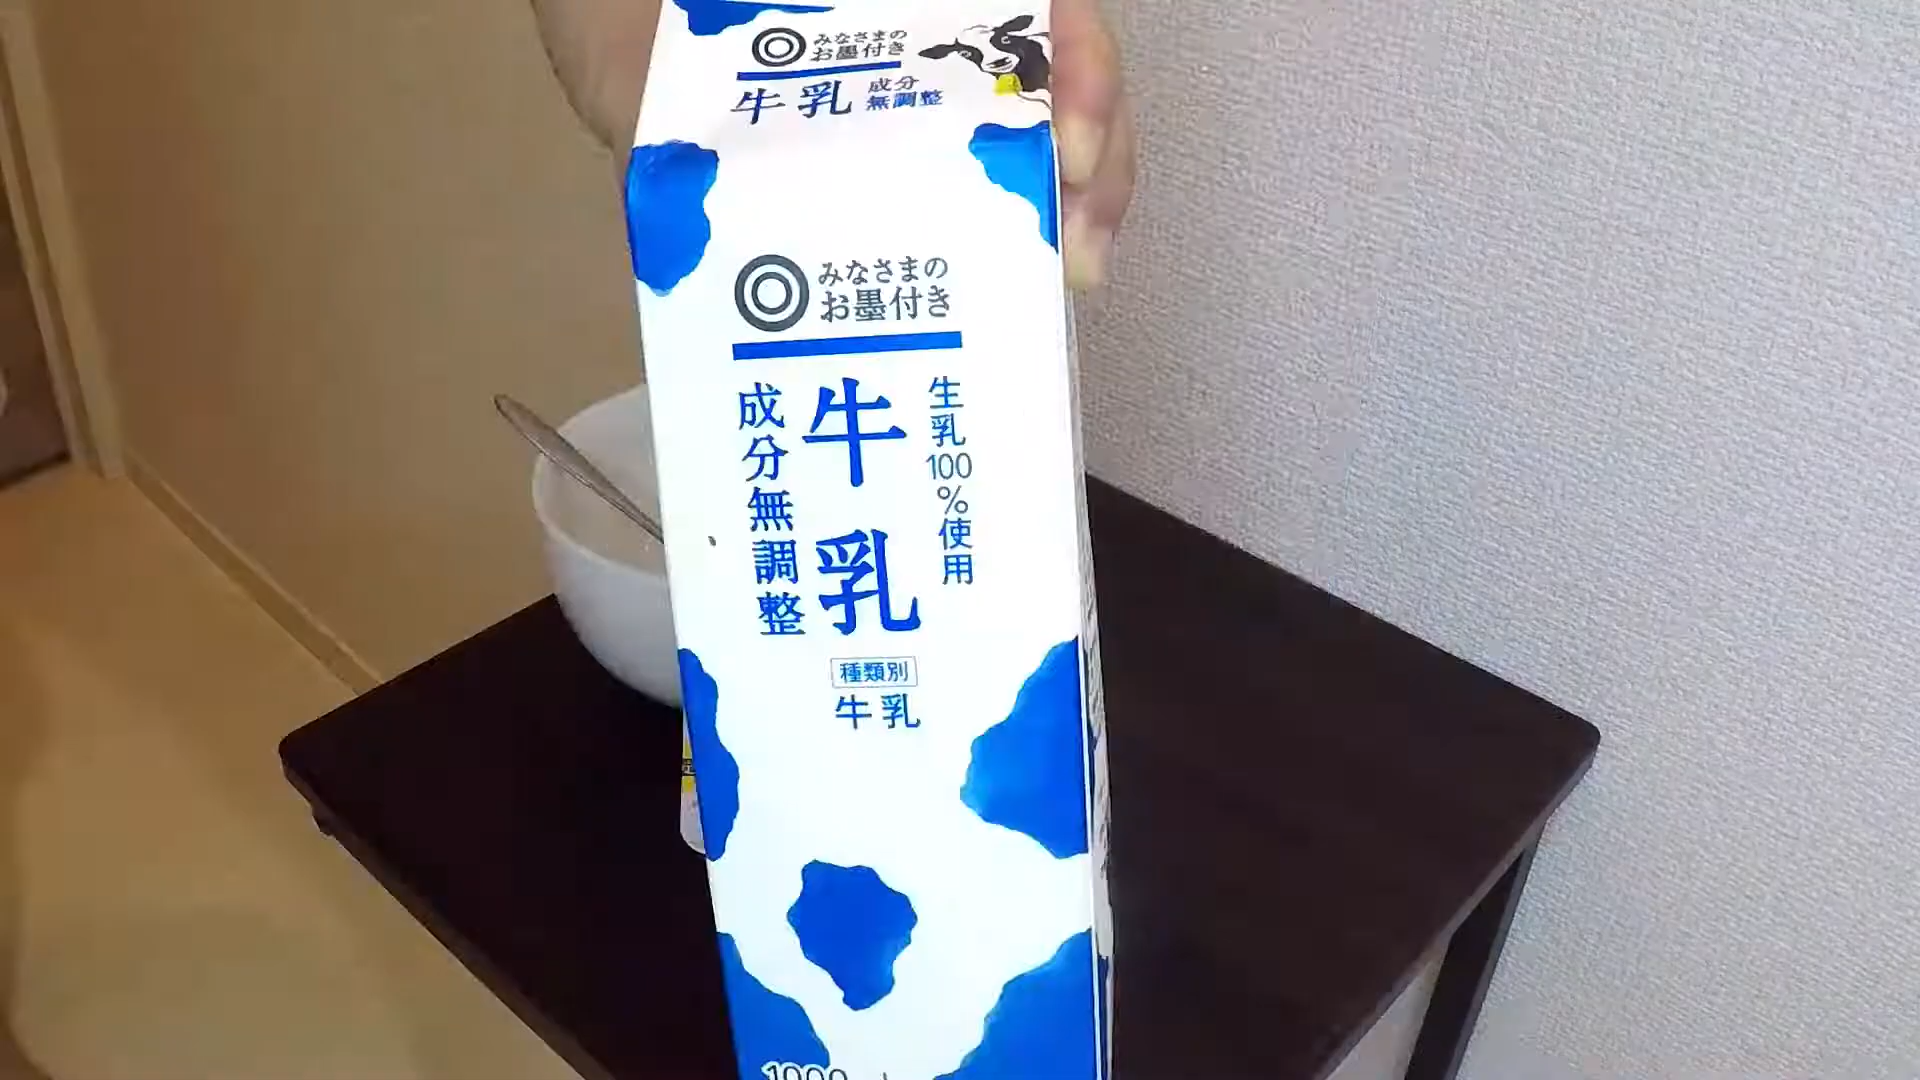 みなさまの
お墨付き
牛乳
成分
無調整
みなさまの
お墨付き
生乳100%使用
牛乳
成分無調整
種類別
牛乳